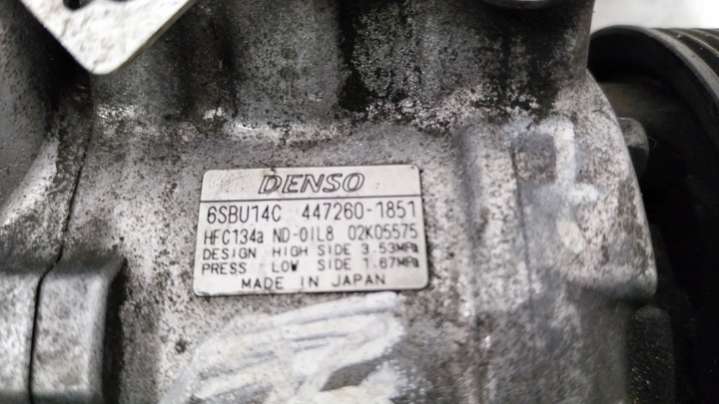 DENSO
6SBU14C 447260-1851
HFC134a ND-OIL8 02K05575
DESIGN HIGH SIDE 3.53MPa
PRESS LOW SIDE 1.67MPa
MADE IN JAPAN